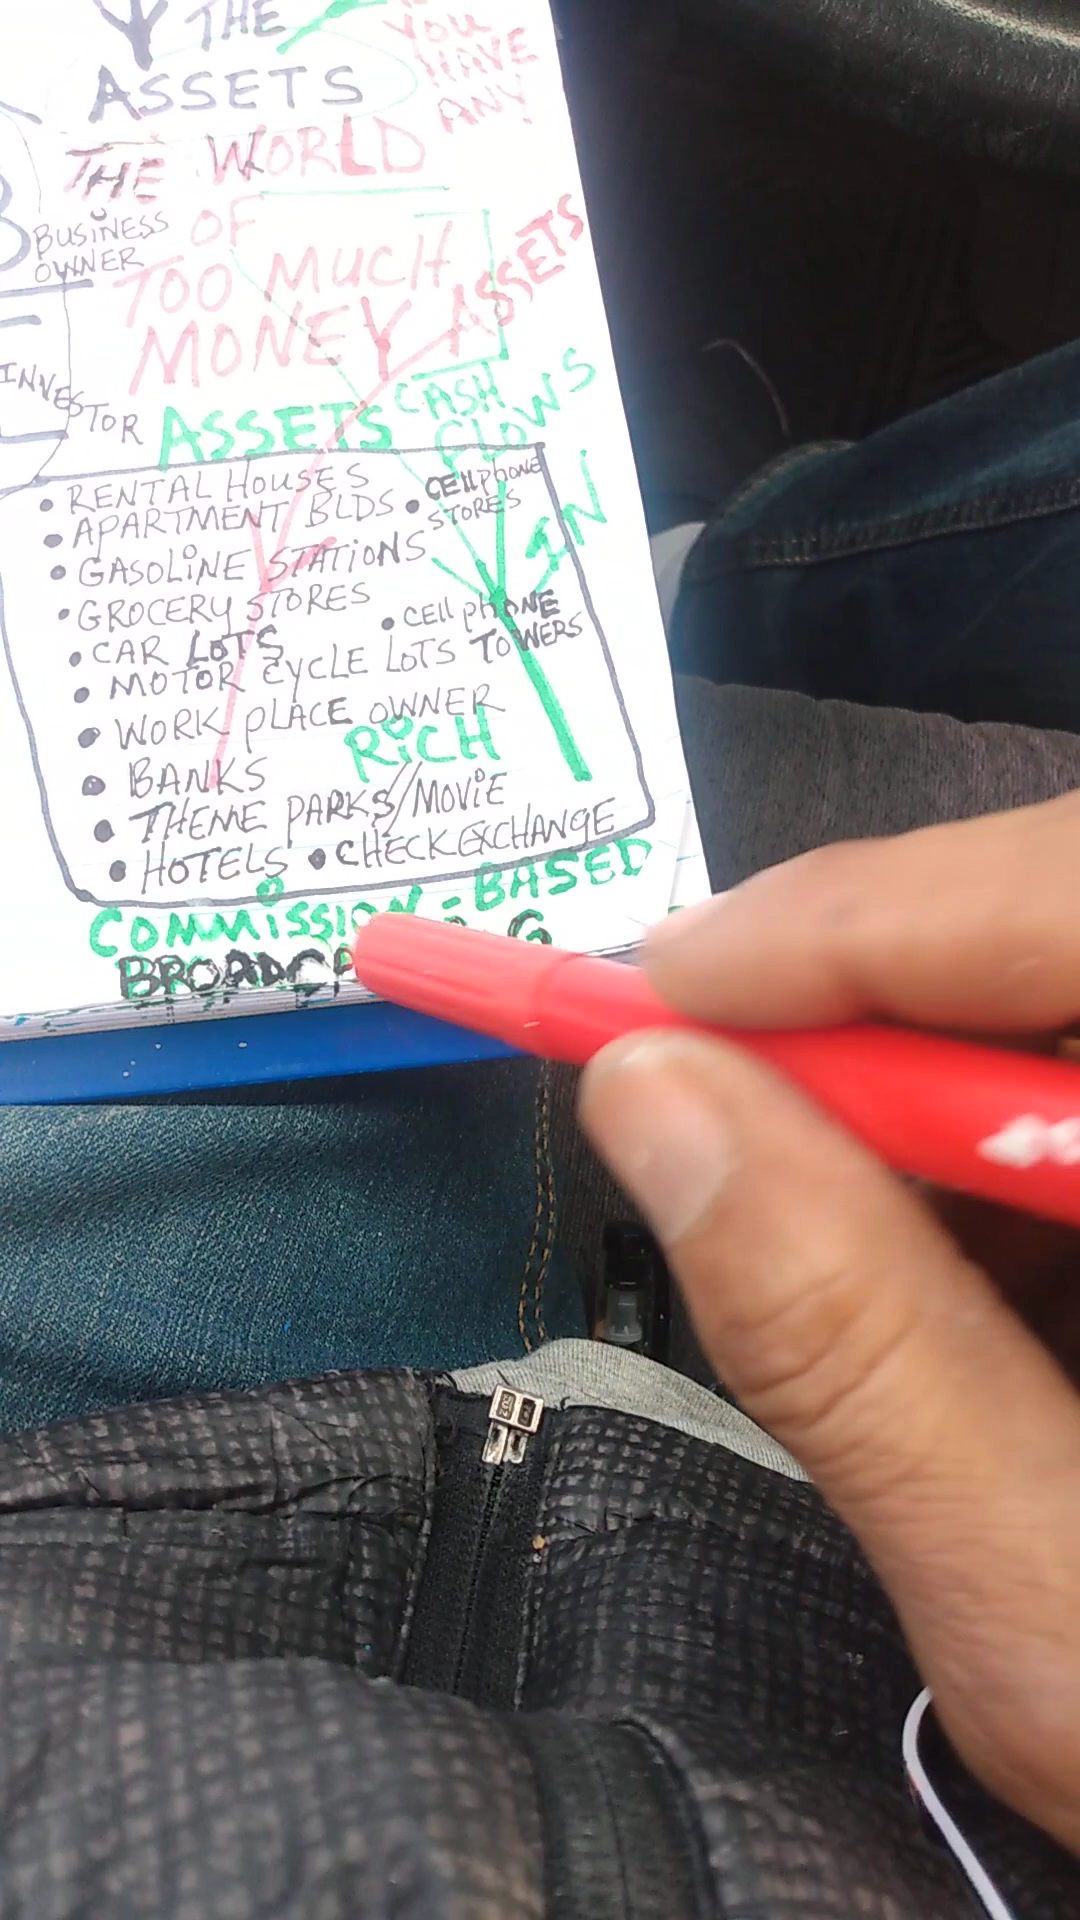 THE
YOU
HAVE
ANY
ASSETS
THE WORLD
OF
BUSINESS
OWNER
TOO MUCH
MONEY ASSETS
INVESTOR
ASSETS CASH
FLOWS
IN
• RENTAL HOUSES
• APARTMENT BLDS • CELLPHONE
STORES
• GASOLINE STATIONS
• GROCERY STORES
• CELL PHONE
TOWERS
• CAR LOTS
• MOTOR CYCLE LOTS
• WORK PLACE OWNER
RICH
• BANKS
• THEME PARKS/MOVIE
• HOTELS • CHECK EXCHANGE
COMMISSION-BASED